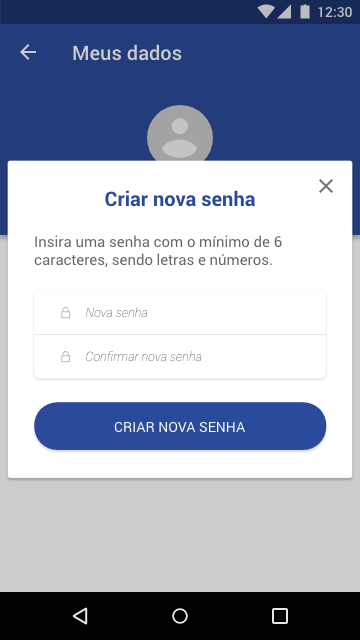 12:30
Meus dados
Criar nova senha
Insira uma senha com o mínimo de 6
caracteres, sendo letras e números.
Nova senha
Confirmar nova senha
CRIAR NOVA SENHA